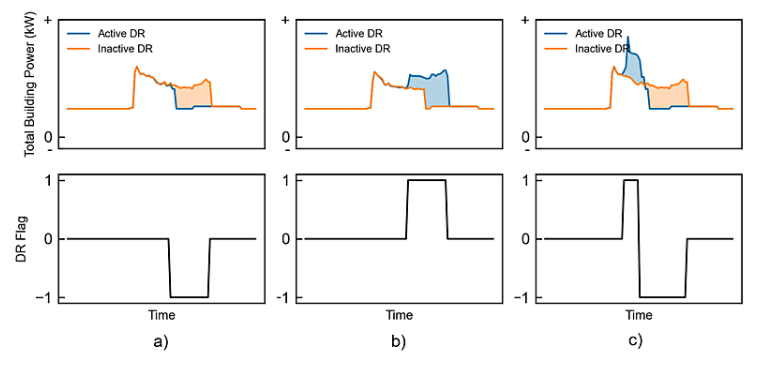 Total Building Power (kW)
+
0
-
Active DR
Inactive DR
+
0
-
Active DR
Inactive DR
+
0
-
Active DR
Inactive DR
DR Flag
1
0
−1
Time
a)
1
0
−1
Time
b)
1
0
−1
Time
c)